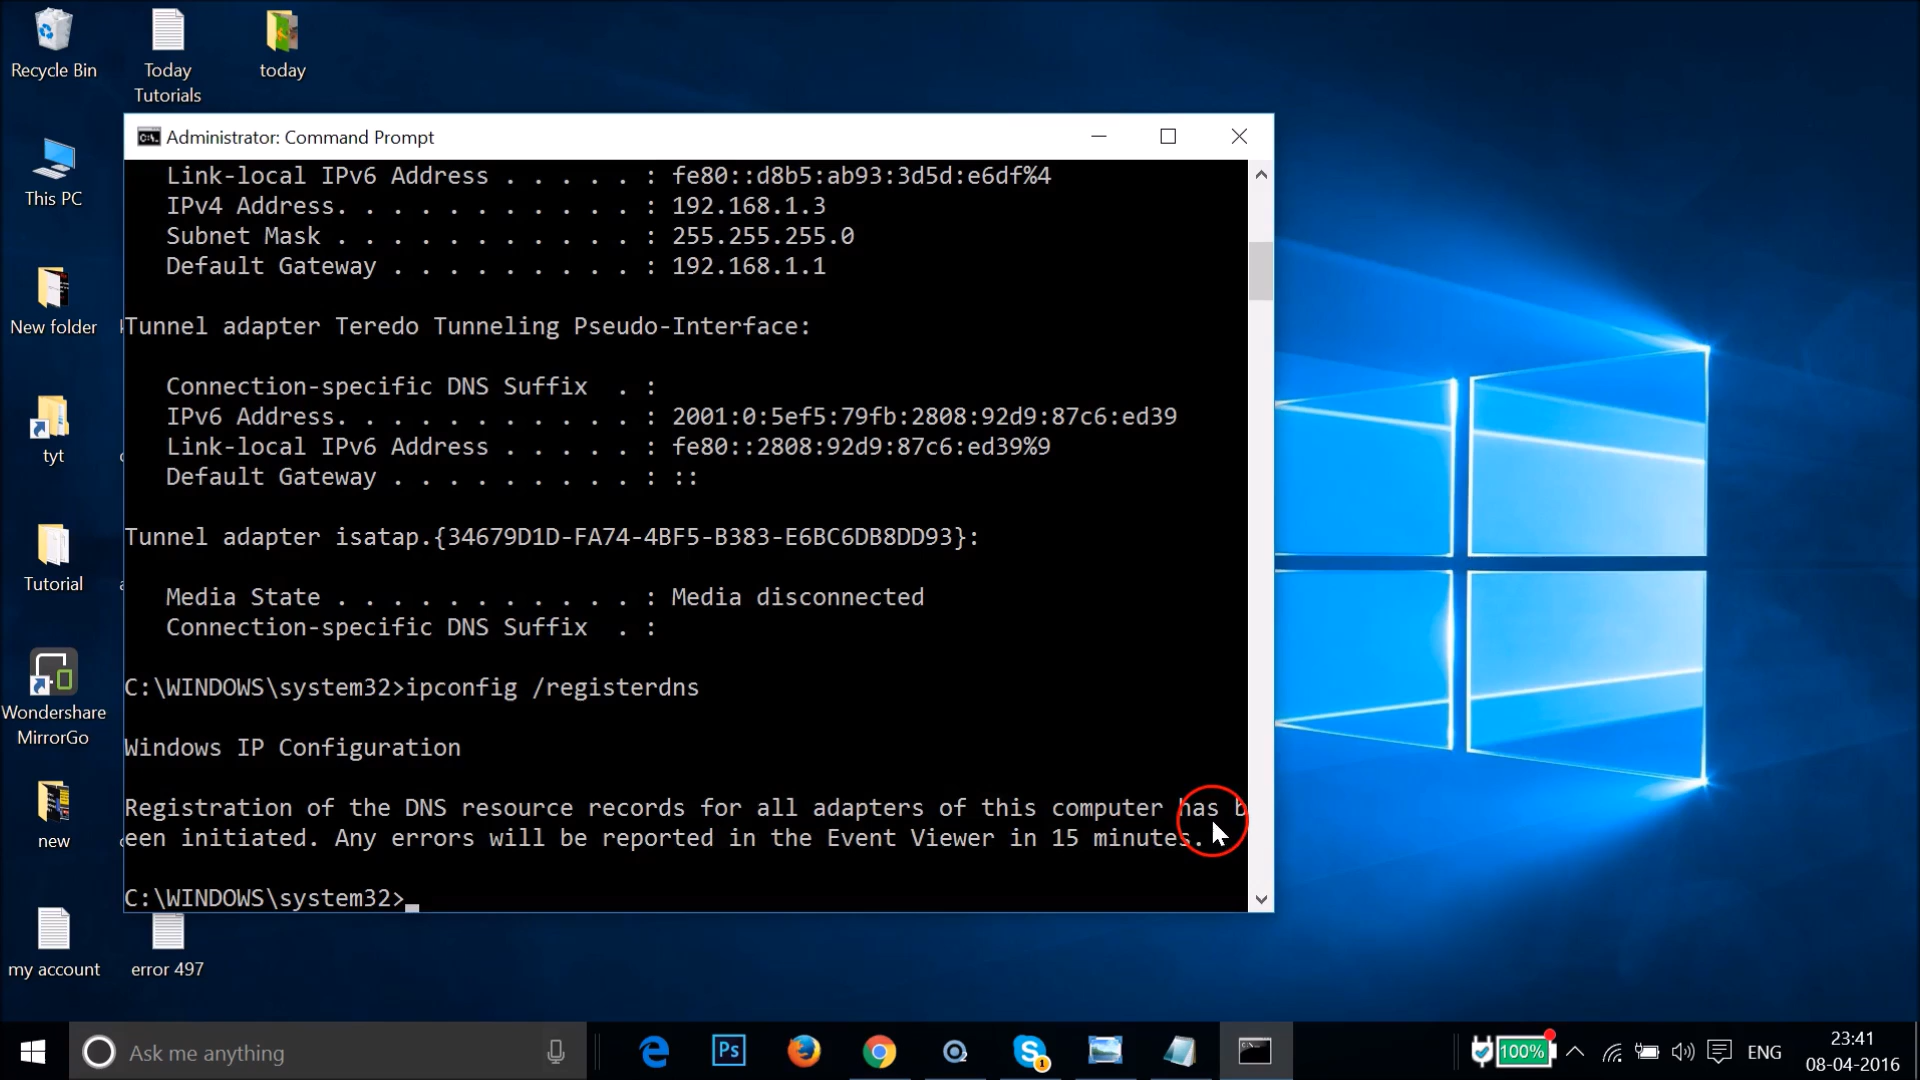 Recycle Bin
Today
Tutorials
today
This PC
New folder
tyt
Tutorial
Wondershare
MirrorGo
new
my account
error 497
Administrator: Command Prompt
Link-local IPv6 Address . . . . . : fe80::d8b5:ab93:3d5d:e6df%4
IPv4 Address. . . . . . . . . . . : 192.168.1.3
Subnet Mask . . . . . . . . . . . : 255.255.255.0
Default Gateway . . . . . . . . . : 192.168.1.1
Tunnel adapter Teredo Tunneling Pseudo-Interface:
Connection-specific DNS Suffix  . :
IPv6 Address. . . . . . . . . . . : 2001:0:5ef5:79fb:2808:92d9:87c6:ed39
Link-local IPv6 Address . . . . . : fe80::2808:92d9:87c6:ed39%9
Default Gateway . . . . . . . . . : ::
Tunnel adapter isatap.{34679D1D-FA74-4BF5-B383-E6BC6DB8DD93}:
Media State . . . . . . . . . . . : Media disconnected
Connection-specific DNS Suffix  . :
C:\WINDOWS\system32>ipconfig /registerdns
Windows IP Configuration
Registration of the DNS resource records for all adapters of this computer has b
een initiated. Any errors will be reported in the Event Viewer in 15 minutes.
C:\WINDOWS\system32>
Ask me anything
Ps
1
100%
ENG
23:41
08-04-2016